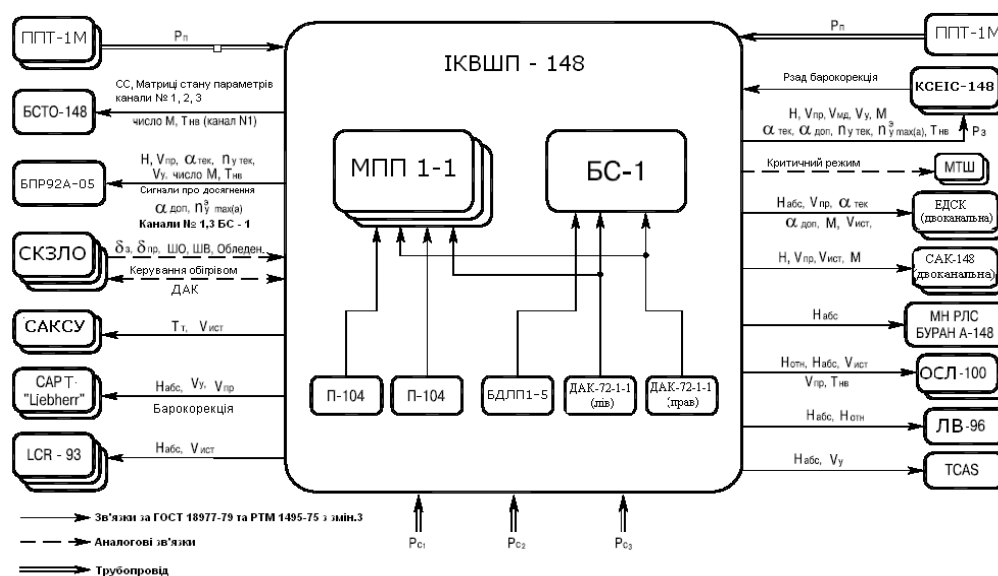 ППТ-1М
Рп
ІКВШП - 148
Рп
ППТ-1М
БСТО-148
СС, Матриці стану параметрів
канали № 1, 2, 3
число М, Тнв (канал N1)
Рзад барокорекція
КСЕІС-148
H, Vпр, Vмд, Vу, M
α тек, α доп, nу тек, nуᶟ max(a), Tнв
Рз
БПР92А-05
H, Vпр, α тек, nу тек,
Vу, число М, Тнв
Сигнали про досягнення
α доп, nуᶟ max(a)
Канали № 1,3 БС - 1
МПП 1-1
БС-1
Критичний режим
МТШ
Набс, Vпр, α тек
α доп, M, Vист,
ЕДСК
(двоканальна)
СКЗЛО
δз, δпр, ШО, ШВ, Обледен.
Керування обігрівом
ДАК
H, Vпр, Vист, M
САК-148
(двоканальна)
САКСУ
Тт, Vист
Набс
МН РЛС
БУРАН А-148
САРТ-
"Liebherr"
Набс, Vу, Vпр
Барокорекція
П-104
П-104
БДПП1-5
ДАК-72-1-1
(лів)
ДАК-72-1-1
(прав)
Нотн, Набс, Vист
Vпр, Тнв
ОСЛ-100
LCR - 93
Набс, Vист
Набс, Нотн
ЛВ-96
Набс, Vу
TCAS
Рс1
Рс2
Рс3
Зв'язки за ГОСТ 18977-79 та РТМ 1495-75 з змін.3
Аналогові зв'язки
Трубопровід